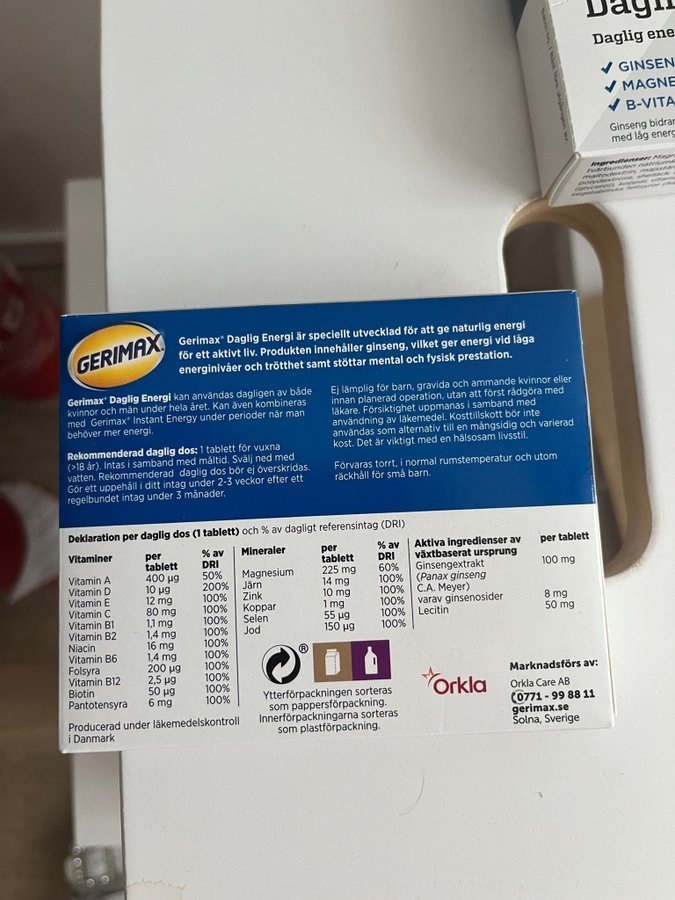 Dagli
Daglig ene
✓ GINSEN
✓ MAGNE
✓ B-VITA
Ginseng bidrar
med låg energ
Ingredienser: Magn
GERIMAX®
Gerimax® Daglig Energi är speciellt utvecklad för att ge naturlig energi
för ett aktivt liv. Produkten innehåller ginseng, vilket ger energi vid låga
energinivåer och trötthet samt stöttar mental och fysisk prestation.
Gerimax® Daglig Energi kan användas dagligen av både
kvinnor och män under hela året. Kan även kombineras
med Gerimax® Instant Energy under perioder när man
behöver mer energi.
Rekommenderad daglig dos: 1 tablett för vuxna
(>18 år). Intas i samband med måltid. Svälj ned med
vatten. Rekommenderad daglig dos bör ej överskridas.
Gör ett uppehåll i ditt intag under 2-3 veckor efter ett
regelbundet intag under 3 månader.
Ej lämplig för barn, gravida och ammande kvinnor eller
innan planerad operation, utan att först rådgöra med
läkare. Försiktighet uppmanas i samband med
användning av läkemedel. Kosttillskott bör inte
användas som alternativ till en mångsidig och varierad
kost. Det är viktigt med en hälsosam livsstil.
Förvaras torrt, i normal rumstemperatur och utom
räckhåll för små barn.
Deklaration per daglig dos (1 tablett) och % av dagligt referensintag (DRI)
Vitaminer per tablett % av DRI
Vitamin A 400 µg 50%
Vitamin D 10 µg 200%
Vitamin E 12 mg 100%
Vitamin C 80 mg 100%
Vitamin B1 1,1 mg 100%
Vitamin B2 1,4 mg 100%
Niacin 16 mg 100%
Vitamin B6 1,4 mg 100%
Folsyra 200 µg 100%
Vitamin B12 2,5 µg 100%
Biotin 50 µg 100%
Pantotensyra 6 mg 100%
Producerad under läkemedelskontroll
i Danmark
Mineraler per tablett % av DRI
Magnesium 225 mg 60%
Järn 14 mg 100%
Zink 10 mg 100%
Koppar 1 mg 100%
Selen 55 µg 100%
Jod 150 µg 100%
®
Ytterförpackningen sorteras
som pappersförpackning.
Innerförpackningarna sorteras
som plastförpackning.
Aktiva ingredienser av
växtbaserat ursprung per tablett
Ginsengextrakt 100 mg
(Panax ginseng
C.A. Meyer)
varav ginsenosider 8 mg
Lecitin 50 mg
Orkla
Marknadsförs av:
Orkla Care AB
0771 - 99 88 11
gerimax.se
Solna, Sverige